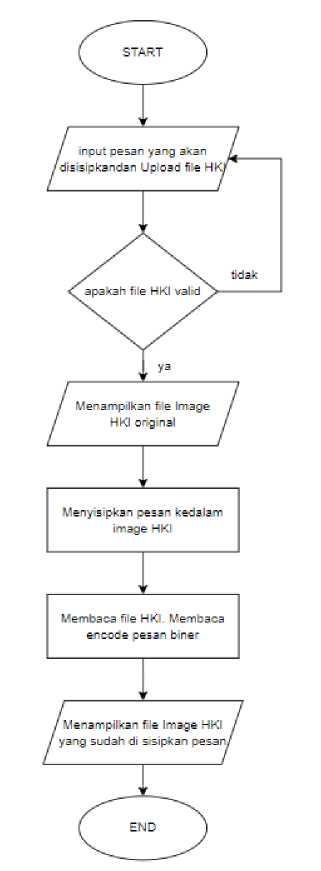 START
input pesan yang akan
disisipkandan Upload file HKI
apakah file HKI valid
tidak
ya
Menampilkan file Image
HKI original
Menyisipkan pesan kedalam
image HKI
Membaca file HKI. Membaca
encode pesan biner
Menampilkan file Image HKI
yang sudah di sisipkan pesan
END